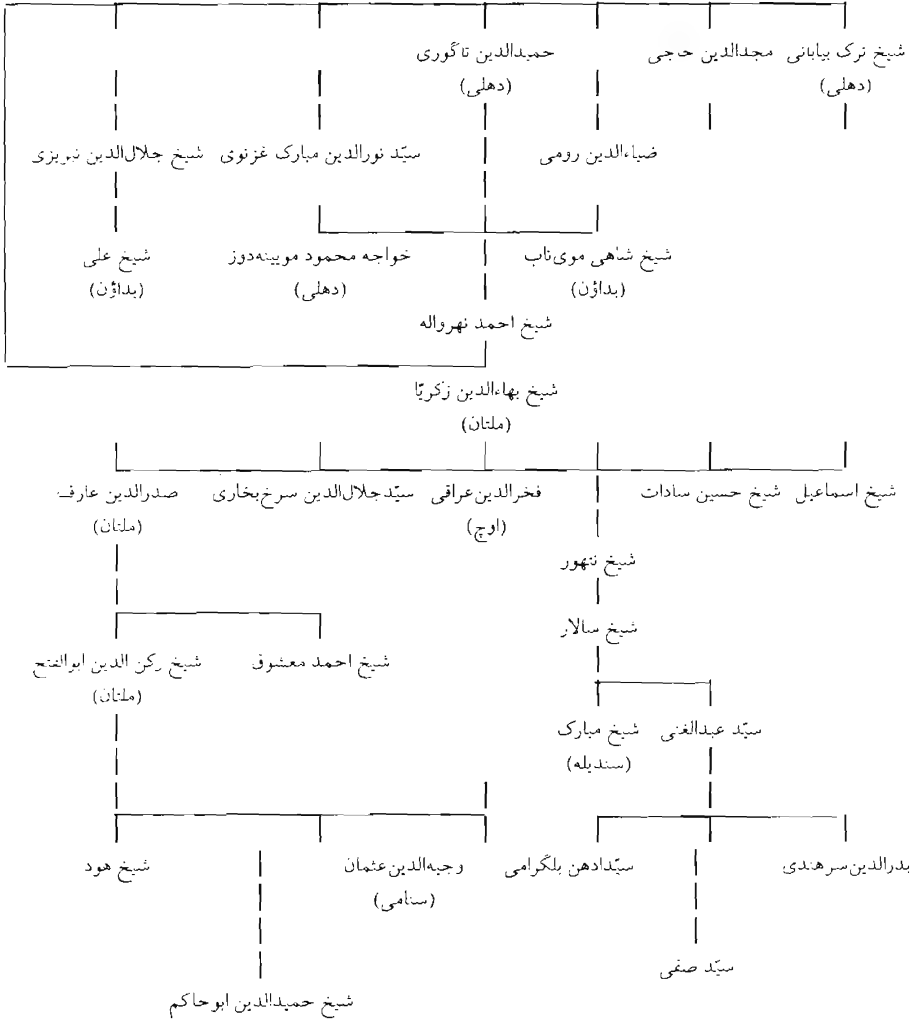 شیخ ترک بیابانی
(دهلی)
مجدالدین حاجی
حمیدالدین ناگوری
(دهلی)
ضیاءالدین رومی
سیّد نورالدین مبارک غزنوی
شیخ جلال‌الدین تبریزی
شیخ شاهی موی‌تاب
(بداؤن)
خواجه محمود مویینه‌دوز
(دهلی)
شیخ علی
(بداؤن)
شیخ احمد نهرواله
شیخ بهاءالدین زکریّا
(ملتان)
شیخ اسماعیل
شیخ حسین سادات
فخرالدین عراقی
(اوچ)
سیّد جلال‌الدین سرخ‌بخاری
صدرالدین عارف
(ملتان)
شیخ نتهور
شیخ سالار
شیخ احمد معشوق
شیخ رکن الدین ابوالفتح
(ملتان)
سیّد عبدالغنی
شیخ مبارک
(سندیله)
بدرالدین سرهندی
سیّدادهن بلگرامی
وجیه‌الدین عثمان
(سنامی)
شیخ هود
سیّد صفی
شیخ حمیدالدین ابوحاکم